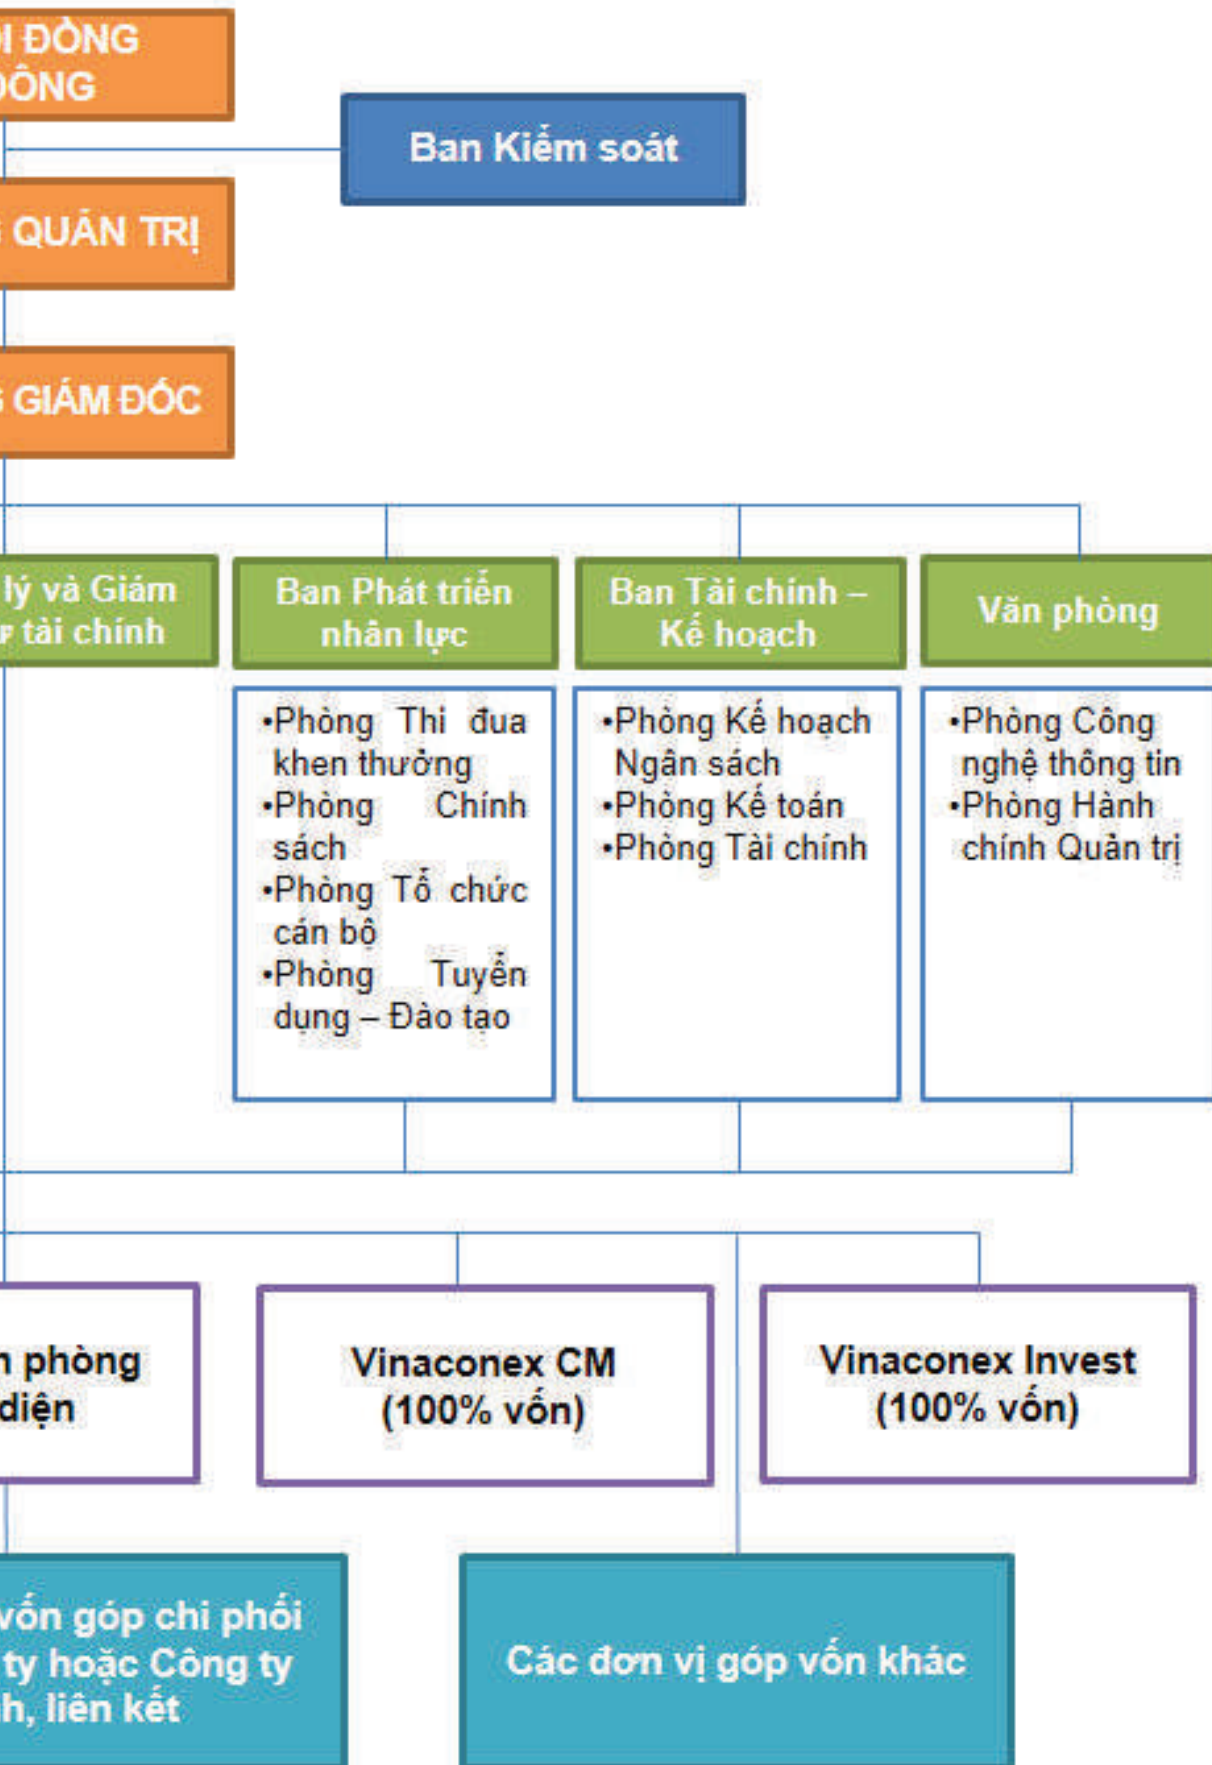 ĐỒNG
ĐÔNG
Ban Kiểm soát
QUẢN TRỊ
GIÁM ĐỐC
lý và Giám
tài chính
Ban Phát triển
nhân lực
Ban Tài chính –
Kế hoạch
Văn phòng
•Phòng Thi đua
khen thưởng
•Phòng Chính
sách
•Phòng Tổ chức
cán bộ
•Phòng Tuyển
dụng – Đào tạo
•Phòng Kế hoạch
Ngân sách
•Phòng Kế toán
•Phòng Tài chính
•Phòng Công
nghệ thông tin
•Phòng Hành
chính Quản trị
phòng
diện
Vinaconex CM
(100% vốn)
Vinaconex Invest
(100% vốn)
vốn góp chi phối
ty hoặc Công ty
liên kết
Các đơn vị góp vốn khác